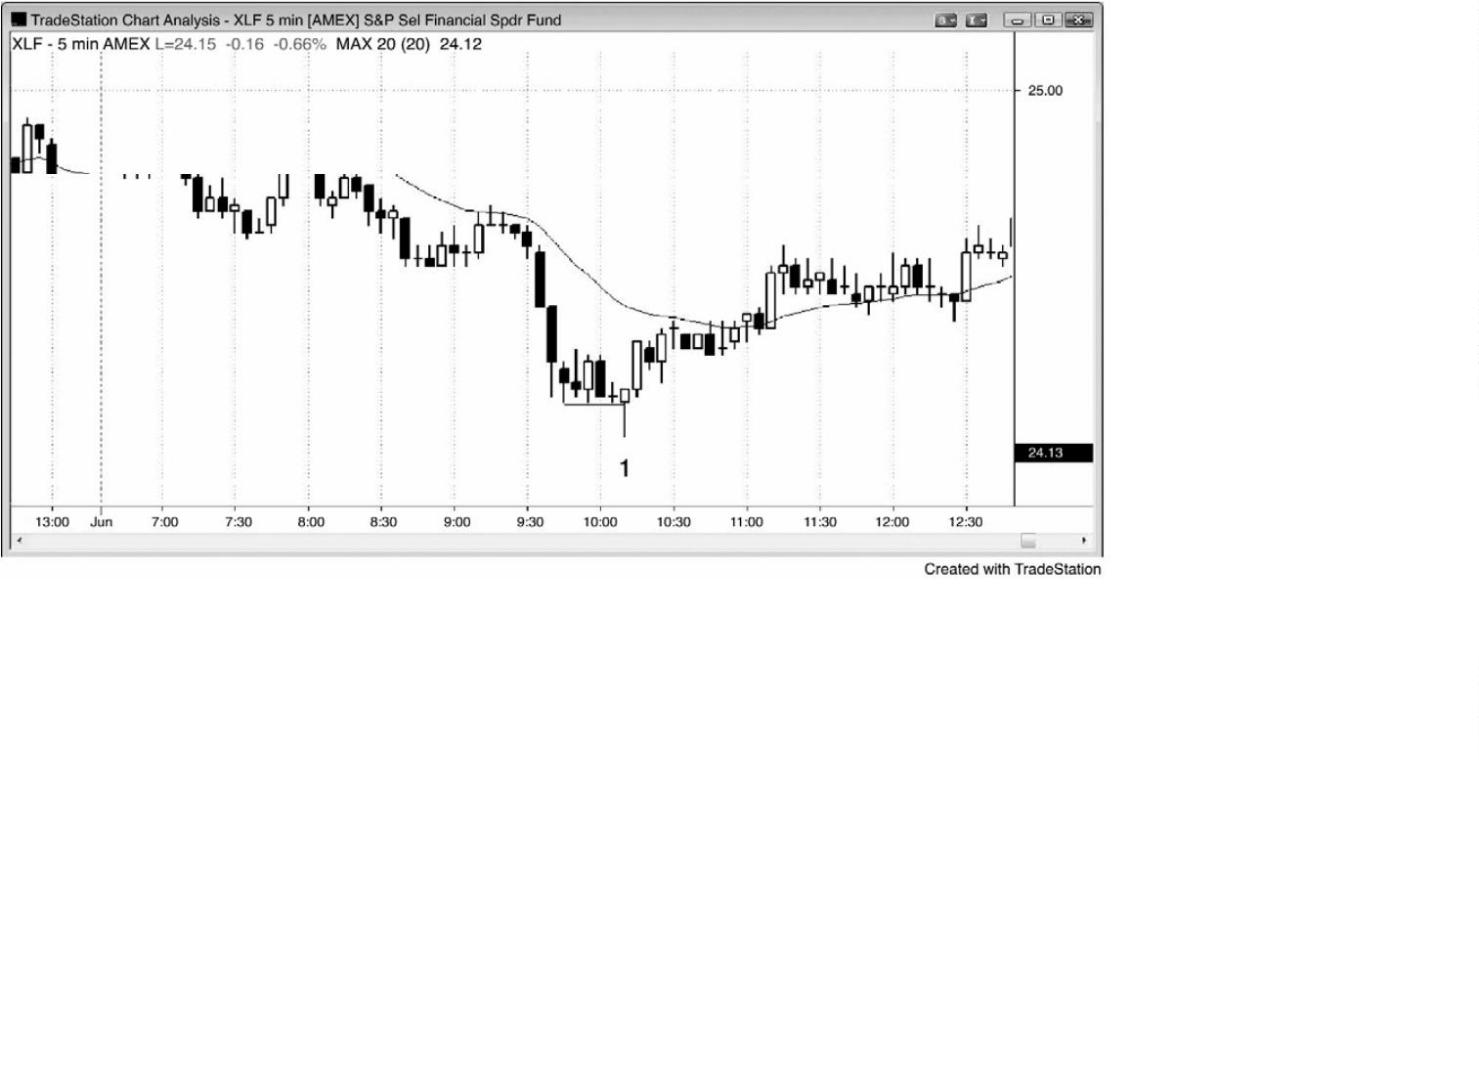 TradeStation Chart Analysis - XLF 5 min [AMEX] S&P Sel Financial Spdr Fund
XLF - 5 min AMEX L=24.15 -0.16 -0.66% MAX 20 (20) 24.12
25.00
24.13
1
13:00 Jun 7:00 7:30 8:00 8:30 9:00 9:30 10:00 10:30 11:00 11:30 12:00 12:30
Created with TradeStation